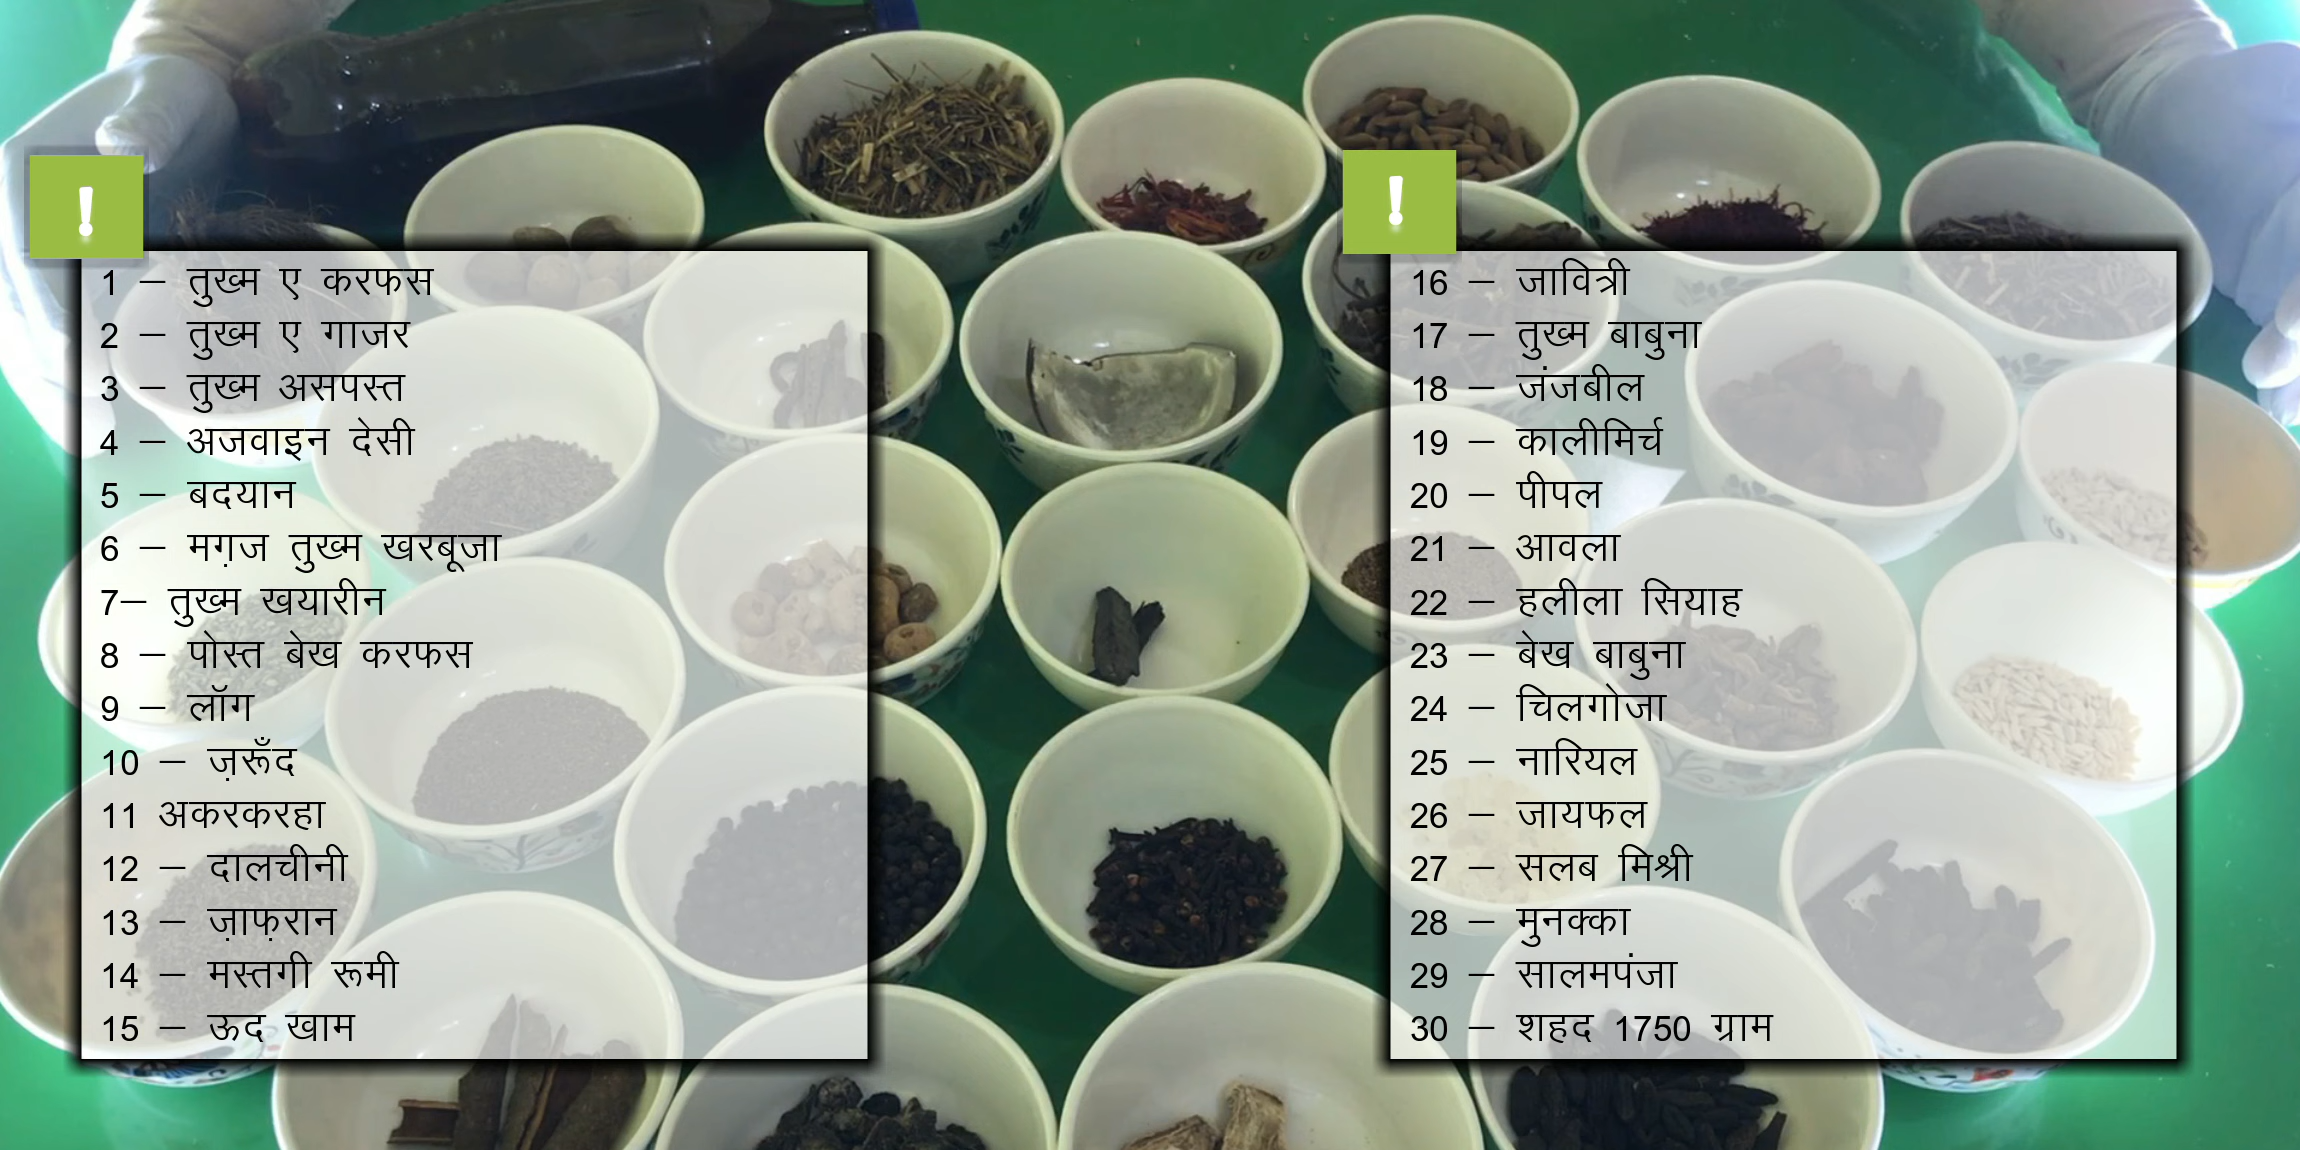 !
1 – तुख्म ए करफस
2 – तुख्म ए गाजर
3 – तुख्म असपस्त
4 – अजवाइन देसी
5 – बदयान
6 – मग़ज तुख्म खरबूजा
7– तुख्म खयारीन
8 – पोस्त बेख करफस
9 – लॉग
10 – ज़रूँद
11 अकरकरहा
12 – दालचीनी
13 – ज़ाफ़रान
14 – मस्तगी रूमी
15 – ऊद खाम
!
16 – जावित्री
17 – तुख्म बाबुना
18 – जंजबील
19 – कालीमिर्च
20 – पीपल
21 – आवला
22 – हलीला सियाह
23 – बेख बाबुना
24 – चिलगोजा
25 – नारियल
26 – जायफल
27 – सलब मिश्री
28 – मुनक्का
29 – सालमपंजा
30 – शहद 1750 ग्राम